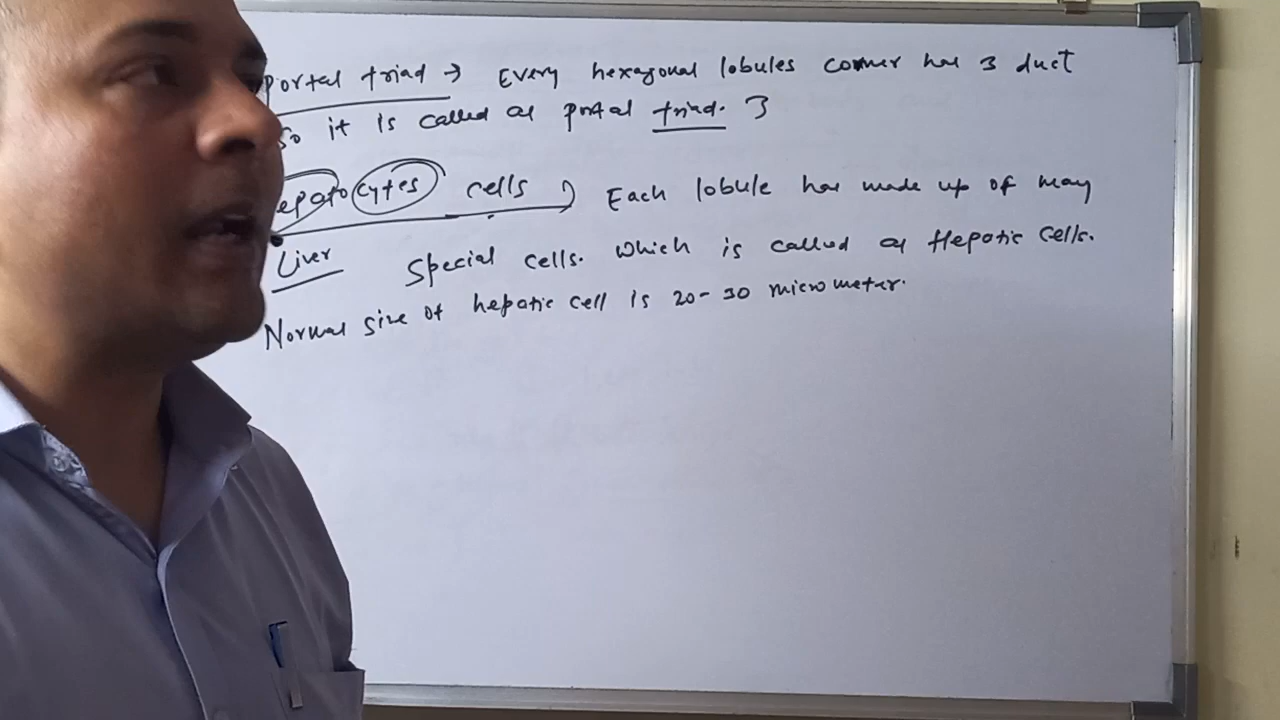 portal triad → Every hexagonal lobules corner has 3 duct
So it is called as portal triad. 3
epatocytes cells → Each lobule has made up of may
Liver Special cells. Which is called as Hepatic cells.
Normal size of hepatic cell is 20-30 micrometer.